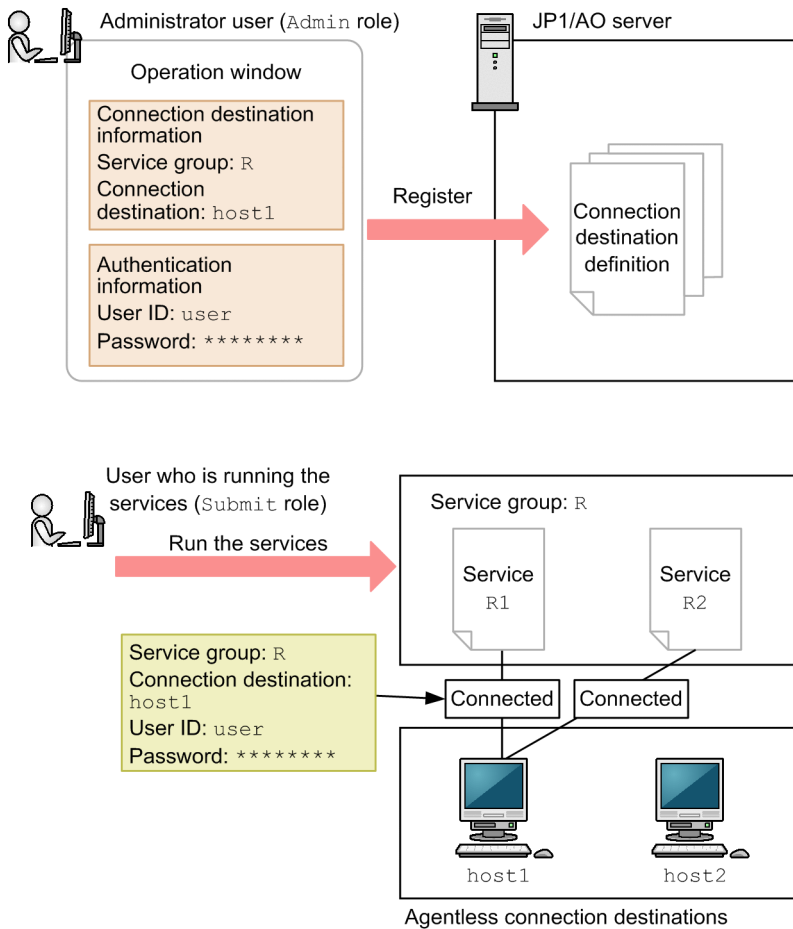 Administrator user (Admin role)
JP1/AO server
Operation window
Connection destination
information
Service group: R
Connection
destination: host1
Authentication
information
User ID: user
Password: ********
Register
Connection
destination
definition
User who is running the
services (Submit role)
Run the services
Service group: R
Service
R1
Service
R2
Service group: R
Connection destination:
host1
User ID: user
Password: ********
Connected
Connected
host1
host2
Agentless connection destinations